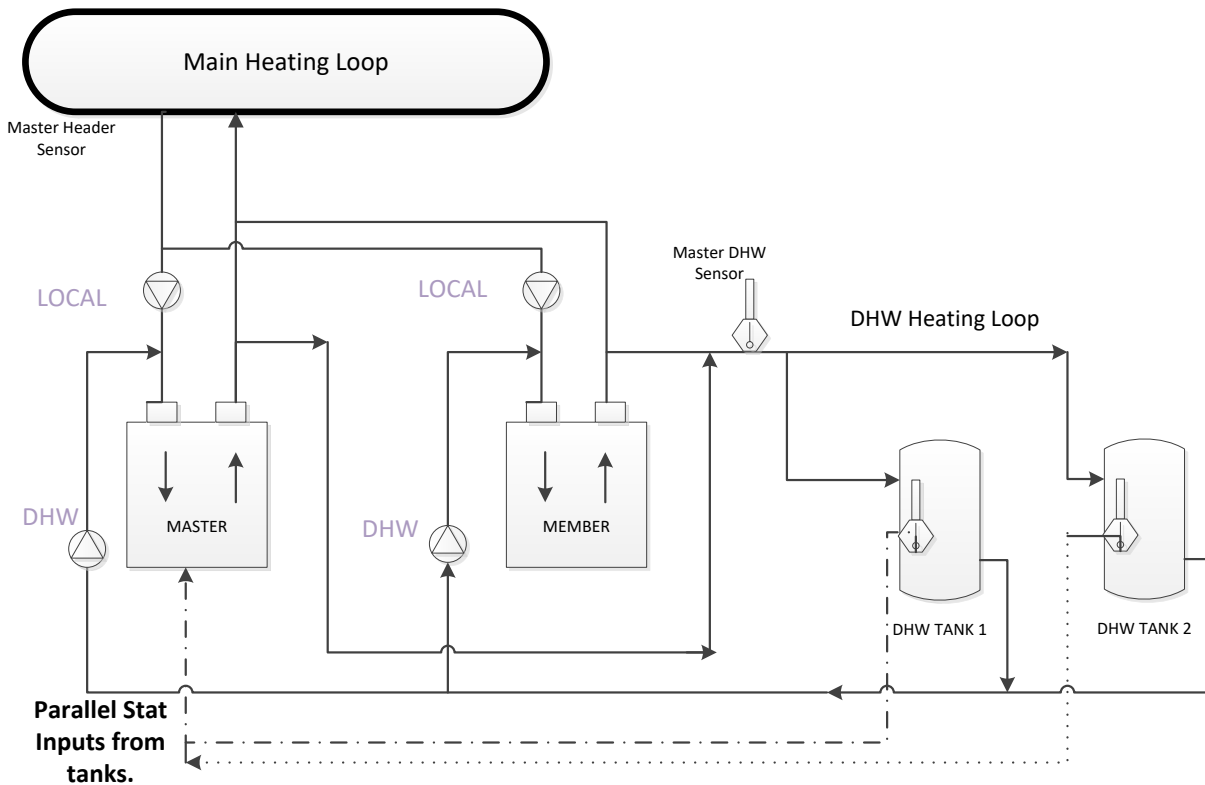 Main Heating Loop
Master Header
Sensor
Master DHW
Sensor
LOCAL
LOCAL
DHW Heating Loop
DHW
MASTER
DHW
MEMBER
DHW TANK 1
DHW TANK 2
Parallel Stat
Inputs from
tanks.